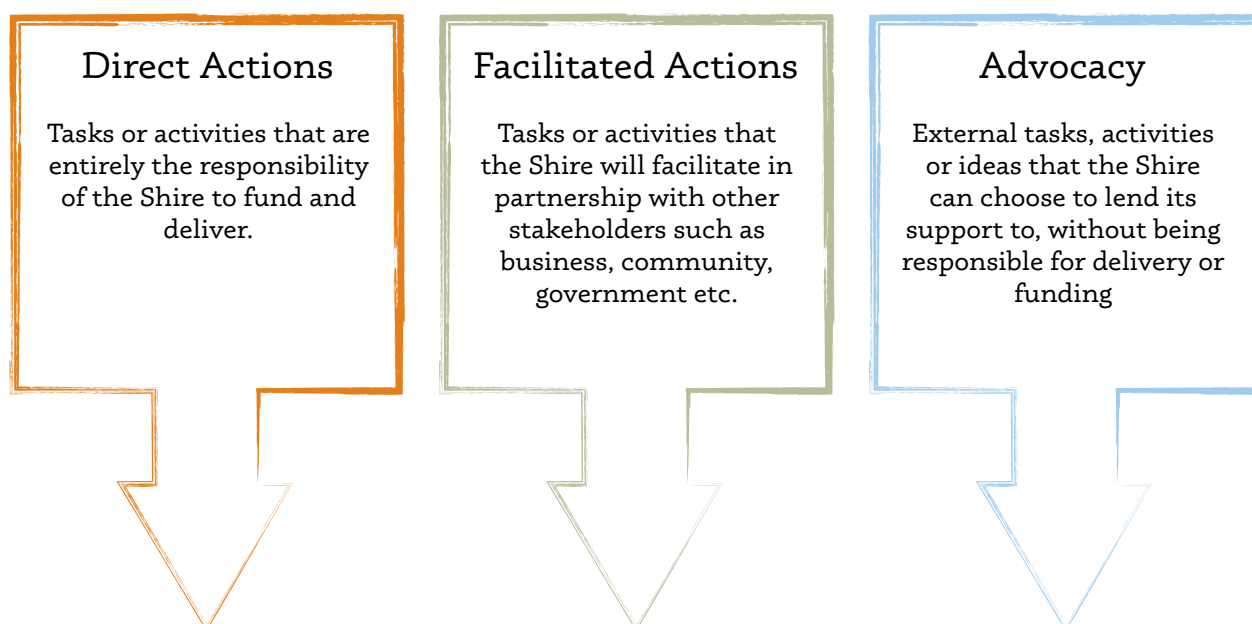 Direct Actions
Tasks or activities that are
entirely the responsibility
of the Shire to fund and
deliver.
Facilitated Actions
Tasks or activities that
the Shire will facilitate in
partnership with other
stakeholders such as
business, community,
government etc.
Advocacy
External tasks, activities
or ideas that the Shire
can choose to lend its
support to, without being
responsible for delivery or
funding